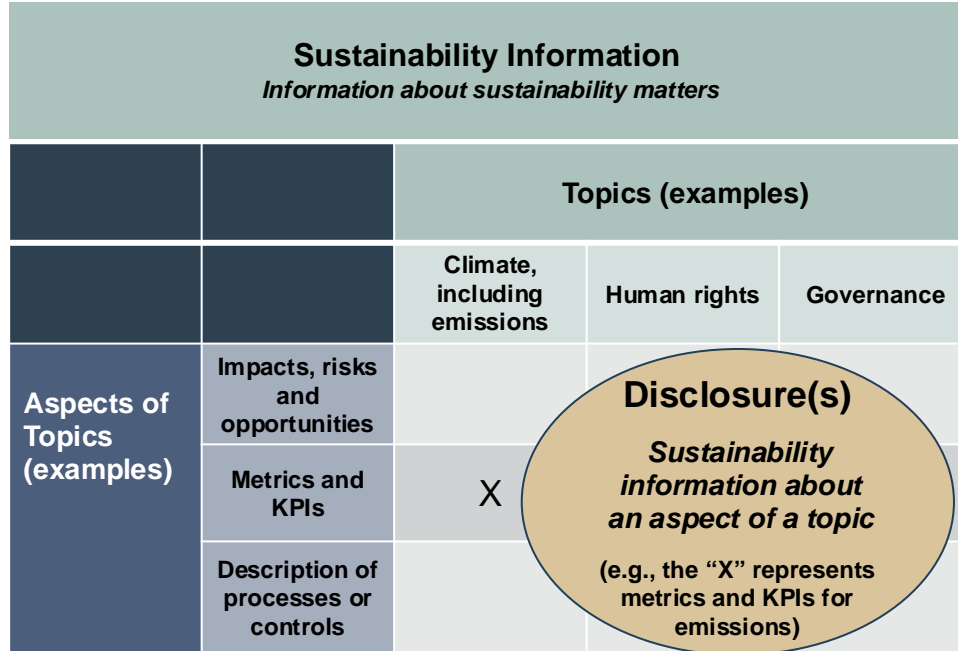 Sustainability Information
Information about sustainability matters
Topics (examples)
Climate,
including
emissions
Human rights
Governance
Aspects of
Topics
(examples)
Impacts, risks
and
opportunities
Metrics and
KPIs
X
Description of
processes or
controls
Disclosure(s)
Sustainability
information about
an aspect of a topic
(e.g., the “X” represents
metrics and KPIs for
emissions)